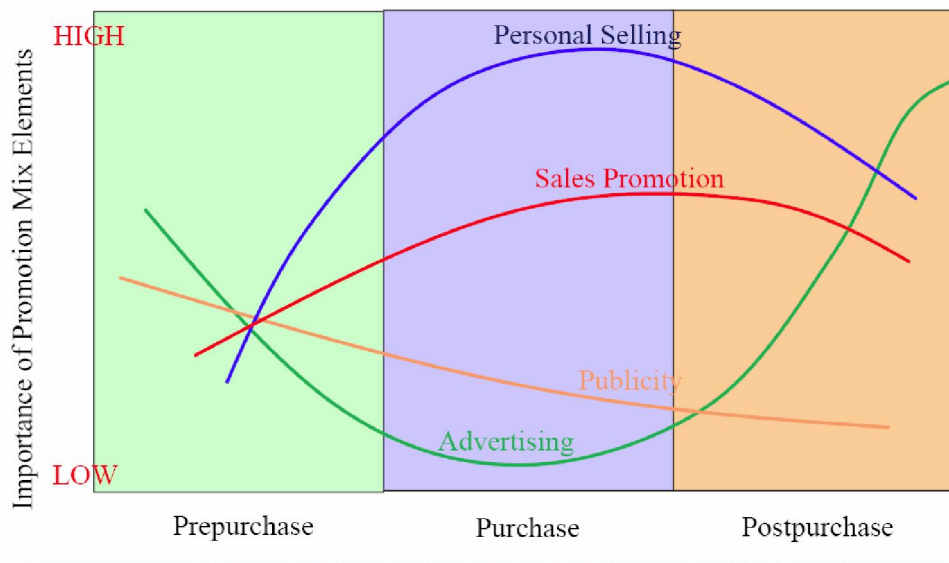 HIGH
Personal Selling
Importance of Promotion Mix Elements
Sales Promotion
Publicity
Advertising
LOW
Prepurchase
Purchase
Postpurchase